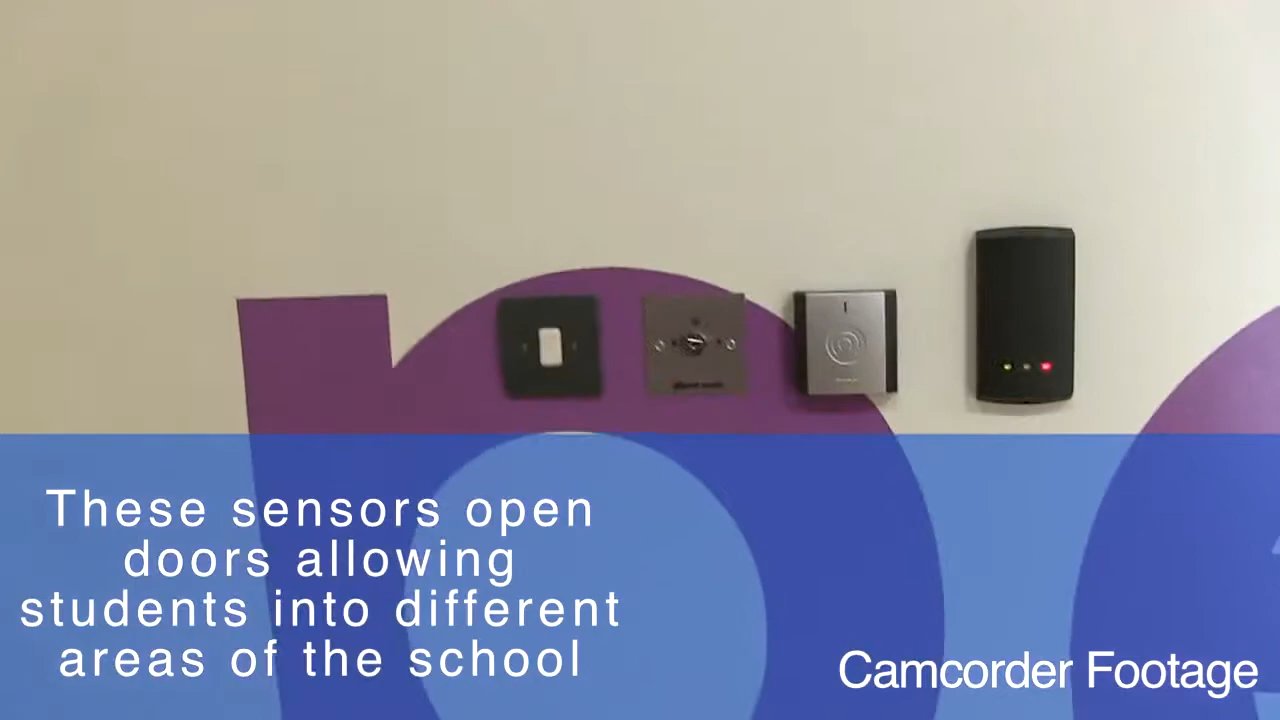 These sensors open
doors allowing
students into different
areas of the school
Camcorder Footage